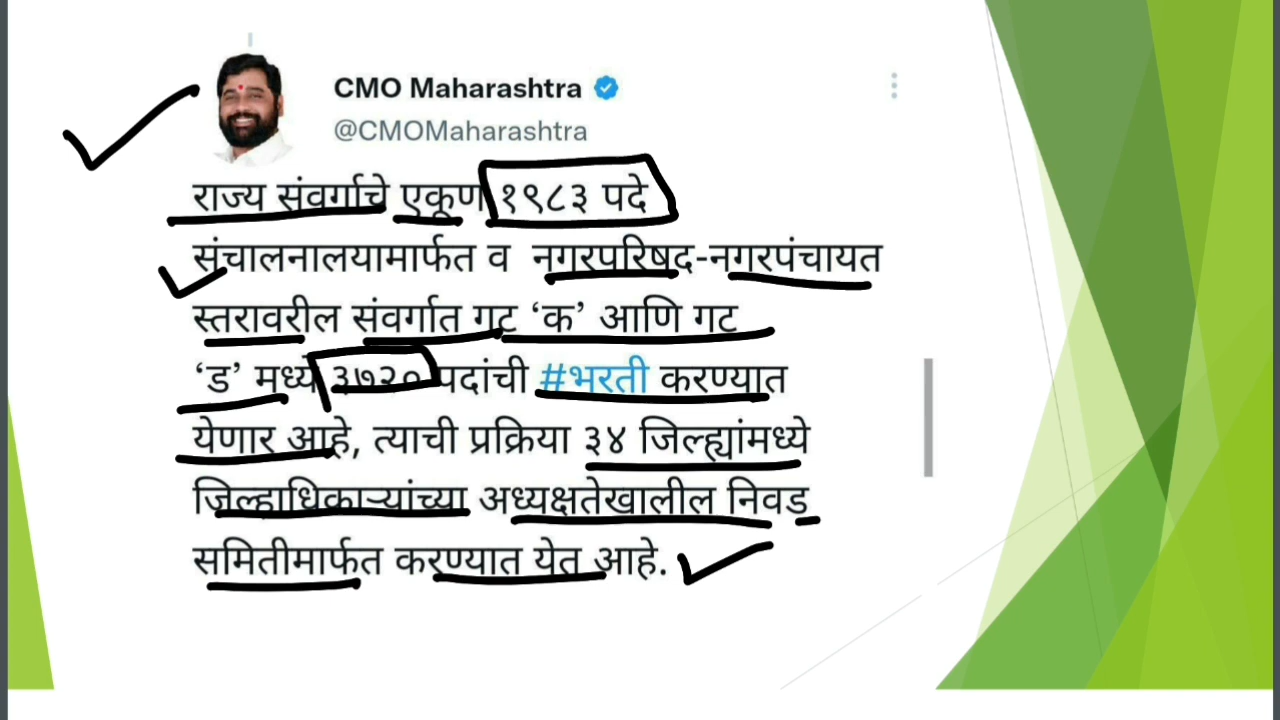 CMO Maharashtra
@CMOMaharashtra
राज्य संवर्गाचे एकूण १९८३ पदे
संचालनालयामार्फत व नगरपरिषद-नगरपंचायत
स्तरावरील संवर्गात गट ‘क’ आणि गट
‘ड’ मध्ये ३७२० पदांची #भरती करण्यात
येणार आहे, त्याची प्रक्रिया ३४ जिल्ह्यांमध्ये
जिल्हाधिकाऱ्यांच्या अध्यक्षतेखालील निवड
समितीमार्फत करण्यात येत आहे.